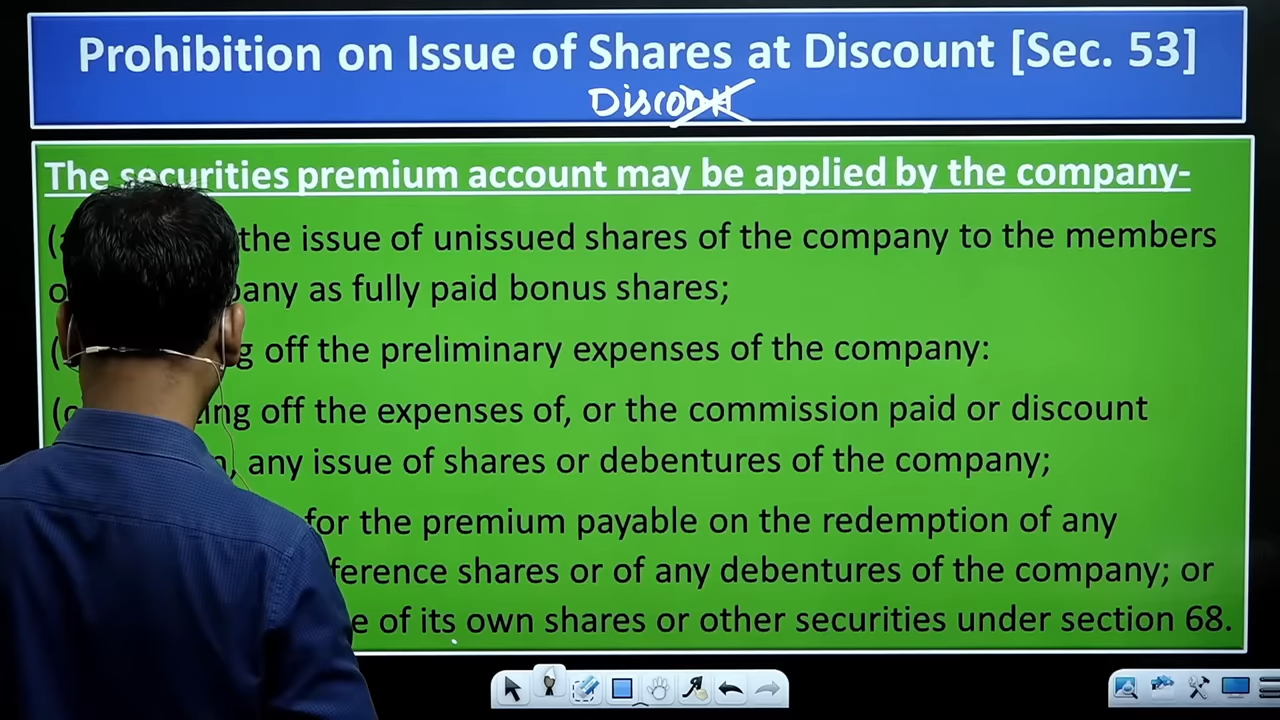 Prohibition on Issue of Shares at Discount [Sec. 53]
The securities premium account may be applied by the company-
the issue of unissued shares of the company to the members
as fully paid bonus shares;
off the preliminary expenses of the company:
off the expenses of, or the commission paid or discount
any issue of shares or debentures of the company;
for the premium payable on the redemption of any
shares or of any debentures of the company; or
of its own shares or other securities under section 68.